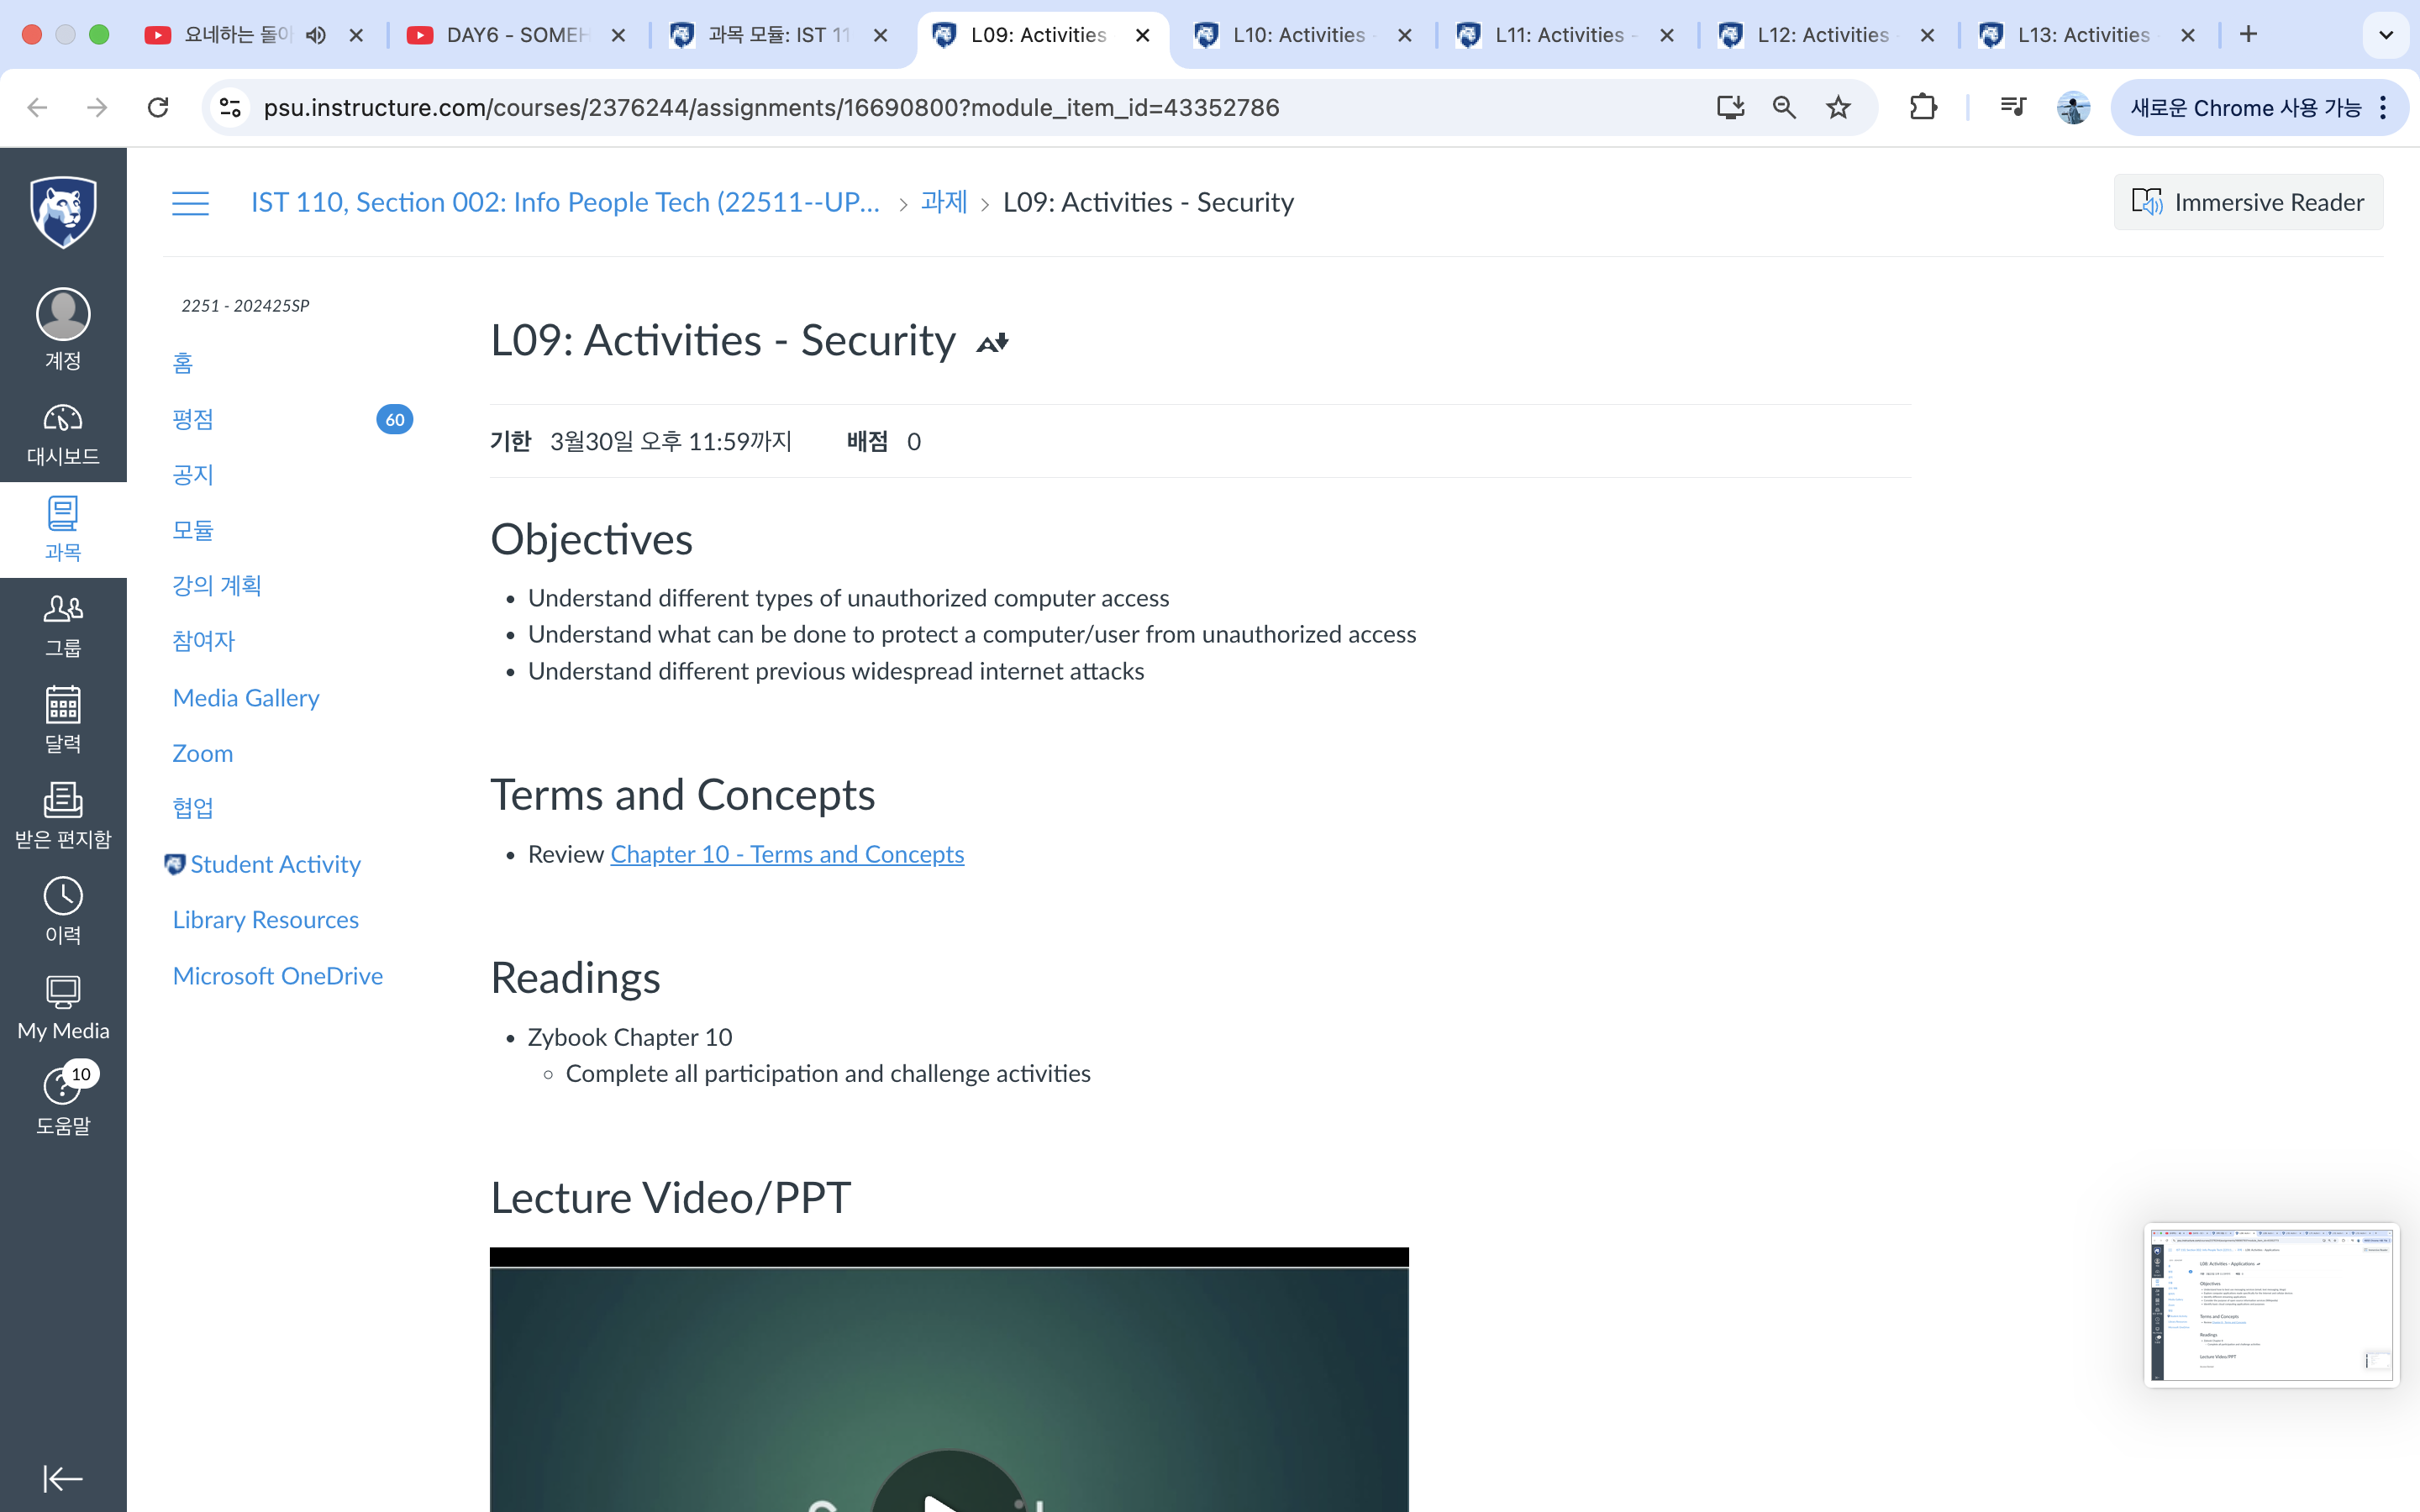 요네하는 돌이
DAY6 - SOMEH
과목 모듈: IST 11
L09: Activities
L10: Activities -
L11: Activities -
L12: Activities
L13: Activities
psu.instructure.com/courses/2376244/assignments/16690800?module_item_id=43352786
새로운 Chrome 사용 가능
IST 110, Section 002: Info People Tech (22511--UP... > 과제 > L09: Activities - Security
Immersive Reader
계정
대시보드
과목
그룹
달력
받은 편지함
이력
My Media
10
도움말
2251 - 202425SP
홈
평점 60
공지
모듈
강의 계획
참여자
Media Gallery
Zoom
협업
Student Activity
Library Resources
Microsoft OneDrive
L09: Activities - Security
기한 3월30일 오후 11:59까지 배점 0
Objectives
• Understand different types of unauthorized computer access
• Understand what can be done to protect a computer/user from unauthorized access
• Understand different previous widespread internet attacks
Terms and Concepts
• Review Chapter 10 - Terms and Concepts
Readings
• Zybook Chapter 10
◦ Complete all participation and challenge activities
Lecture Video/PPT